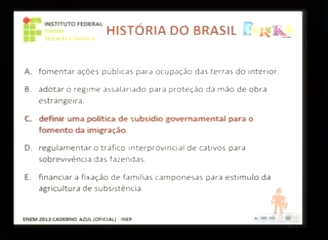 INSTITUTO FEDERAL
HISTÓRIA DO BRASIL
A. fomentar ações publicas para ocupação das terras do interior.
B. adotar o regime assalariado para proteção da mão de obra
estrangeira.
C. definir uma política de subsídio governamental para o
fomento da imigração.
D. regulamentar o tráfico interprovincial de cativos para
sobrevivência das fazendas.
E. financiar a fixação de famílias camponesas para estímulo da
agricultura de subsistência.
ENEM 2013 CADERNO AZUL (OFICIAL) - INEP